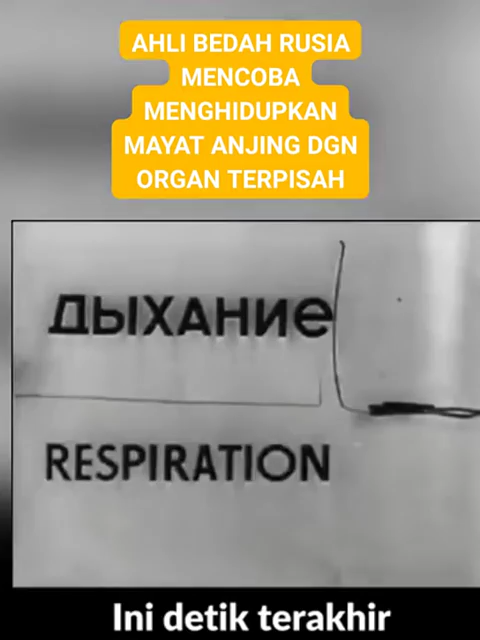 AHLI BEDAH RUSIA
MENCOBA
MENGHIDUPKAN
MAYAT ANJING DGN
ORGAN TERPISAH
ДЫХАНИе
RESPIRATION
Ini detik terakhir